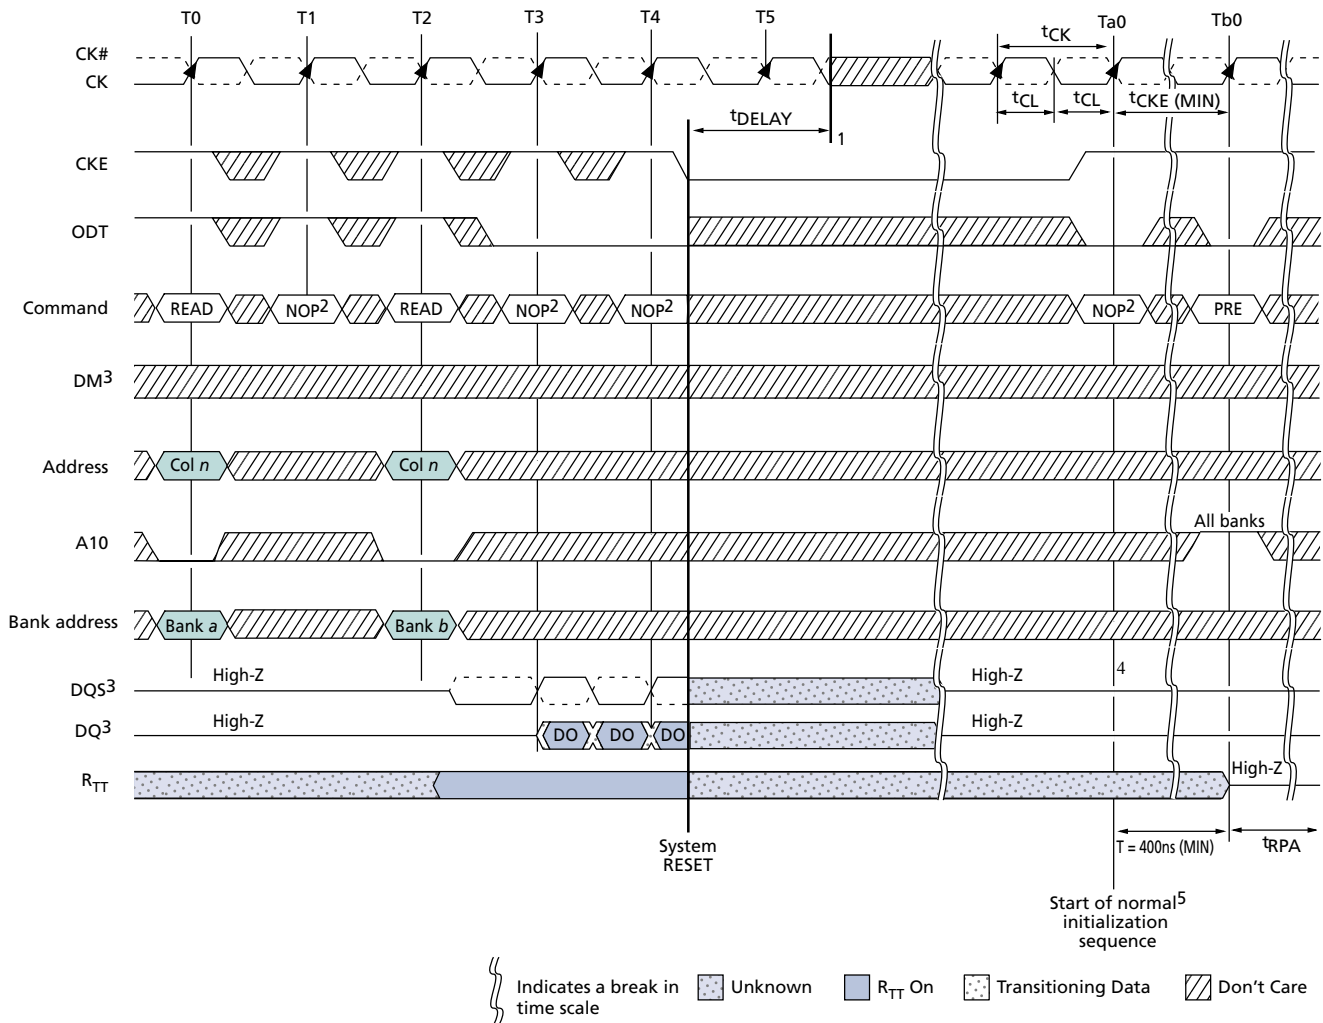 T0 T1 T2 T3 T4 T5 Ta0 Tb0
CK#
CK
tCK
tCL tCL tCKE (MIN)
tDELAY
1
CKE
ODT
Command READ NOP2 READ NOP2 NOP2 NOP2 PRE
DM3
Address Col n Col n
A10 All banks
Bank address Bank a Bank b
DQS3 High-Z High-Z 4
DQ3 High-Z DO DO DO High-Z
RTT High-Z
T = 400ns (MIN) tRPA
System
RESET
Start of normal5
initialization
sequence
Indicates a break in
time scale
Unknown
RTT On
Transitioning Data
Don't Care